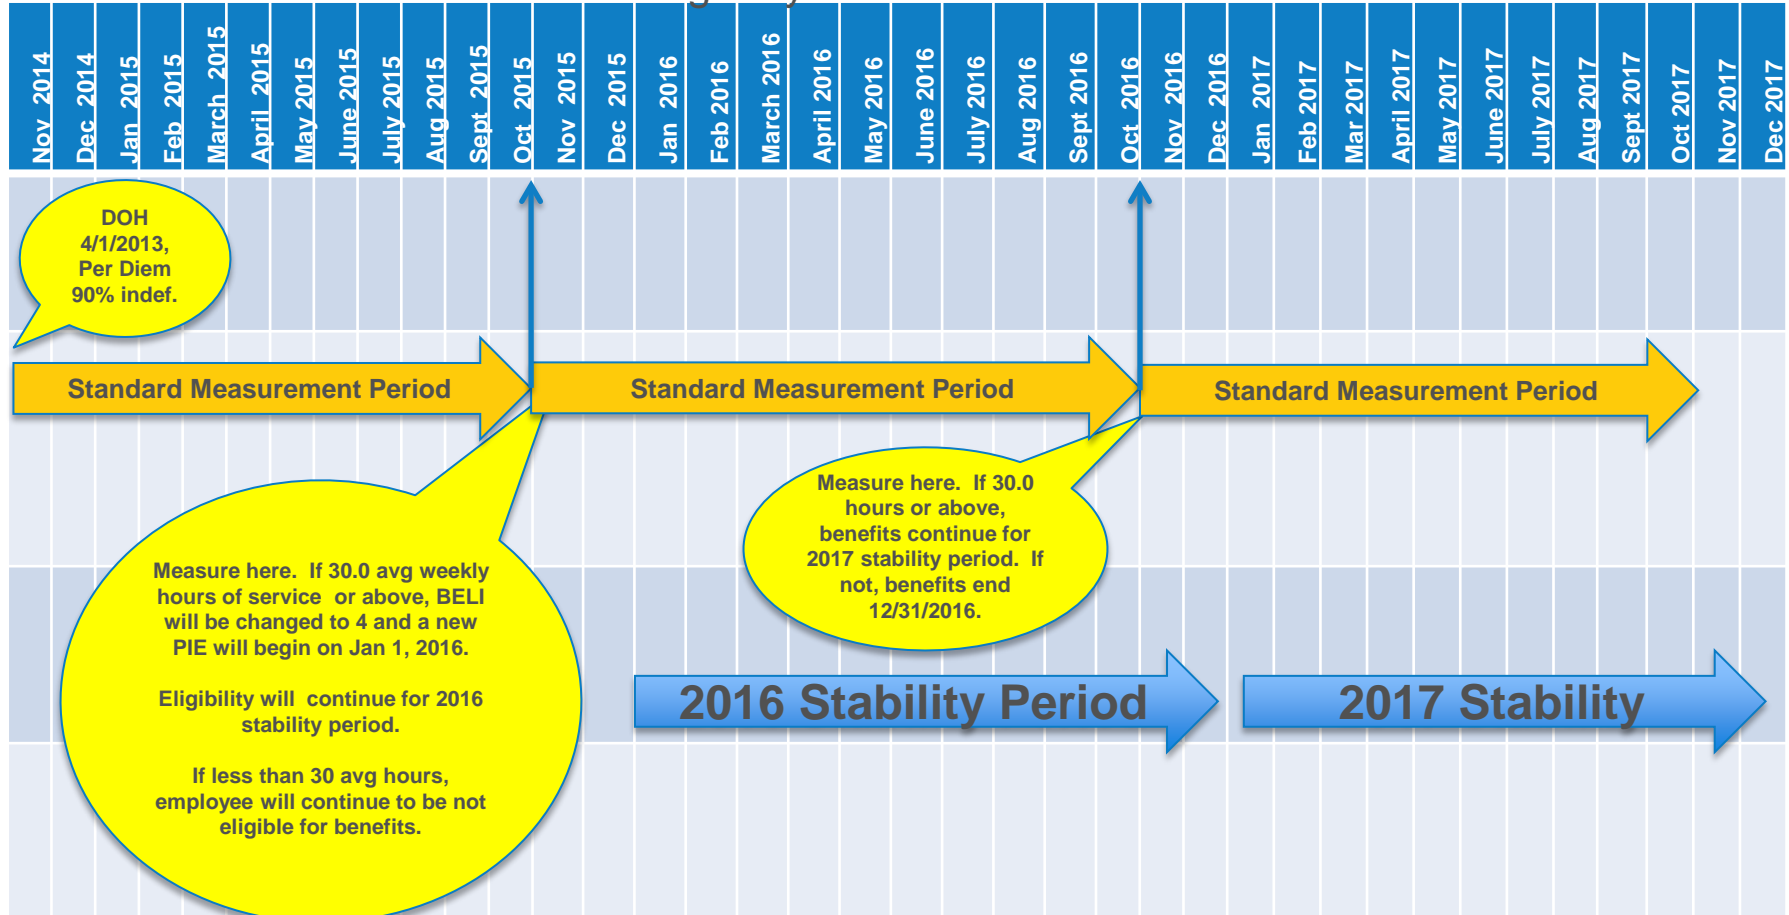 Nov 2014
Dec 2014
Jan 2015
Feb 2015
March 2015
April 2015
May 2015
June 2015
July 2015
Aug 2015
Sept 2015
Oct 2015
Nov 2015
Dec 2015
Jan 2016
Feb 2016
March 2016
April 2016
May 2016
June 2016
July 2016
Aug 2016
Sept 2016
Oct 2016
Nov 2016
Dec 2016
Jan 2017
Feb 2017
Mar 2017
April 2017
May 2017
June 2017
July 2017
Aug 2017
Sept 2017
Oct 2017
Nov 2017
Dec 2017
DOH
4/1/2013,
Per Diem
90% indef.
Standard Measurement Period
Standard Measurement Period
Standard Measurement Period
Measure here. If 30.0 avg weekly
hours of service or above, BELI
will be changed to 4 and a new
PIE will begin on Jan 1, 2016.
Eligibility will continue for 2016
stability period.
If less than 30 avg hours,
employee will continue to be not
eligible for benefits.
Measure here. If 30.0
hours or above,
benefits continue for
2017 stability period. If
not, benefits end
12/31/2016.
2016 Stability Period
2017 Stability